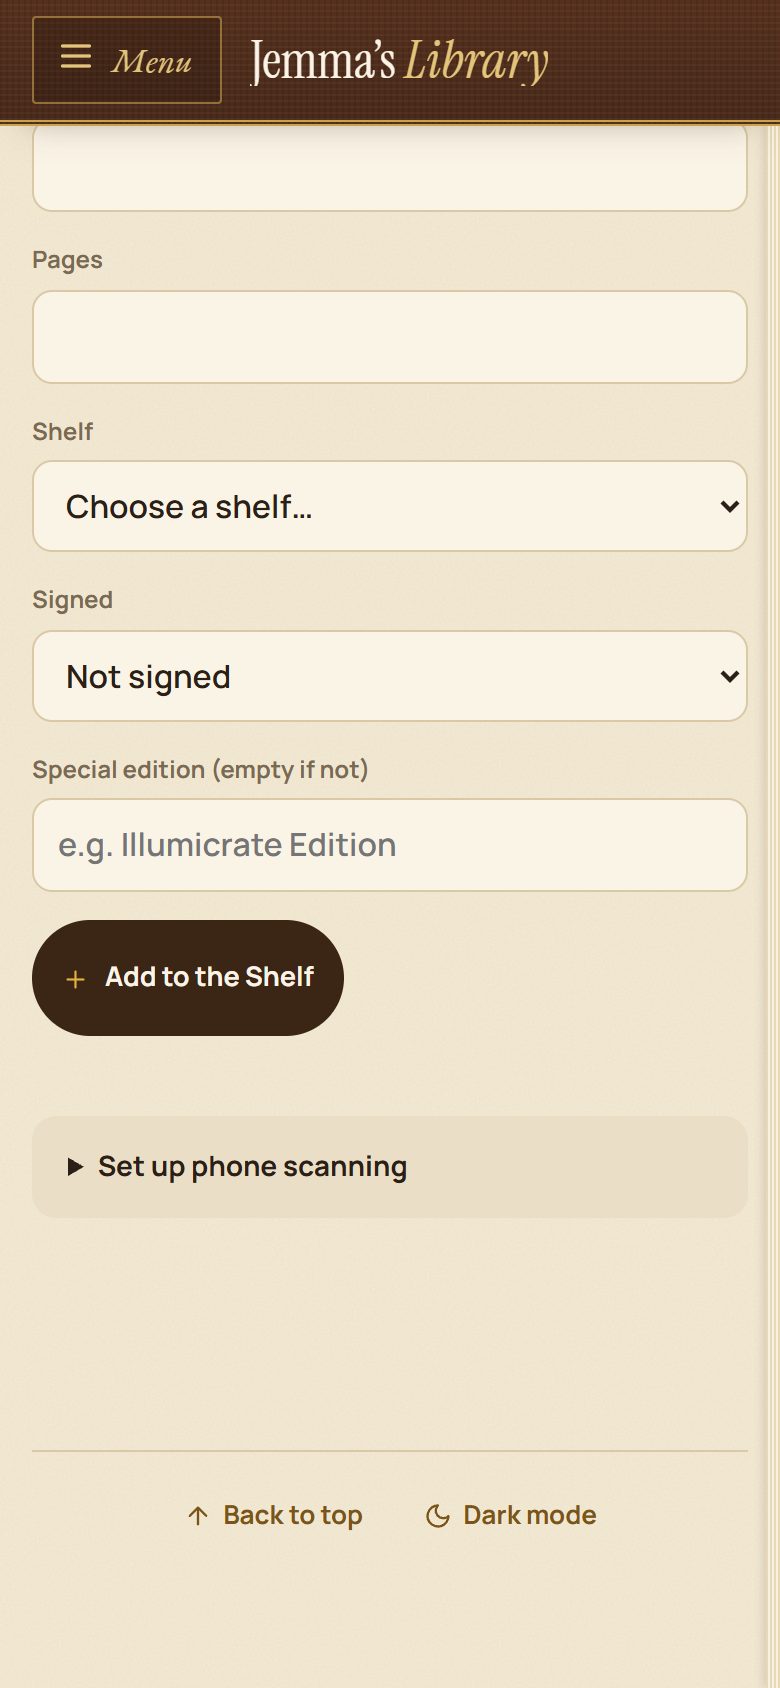 Menu
Jemma’s Library
Pages
Shelf
Choose a shelf…
Signed
Not signed
Special edition (empty if not)
e.g. Illumicrate Edition
+ Add to the Shelf
Set up phone scanning
Back to top
Dark mode